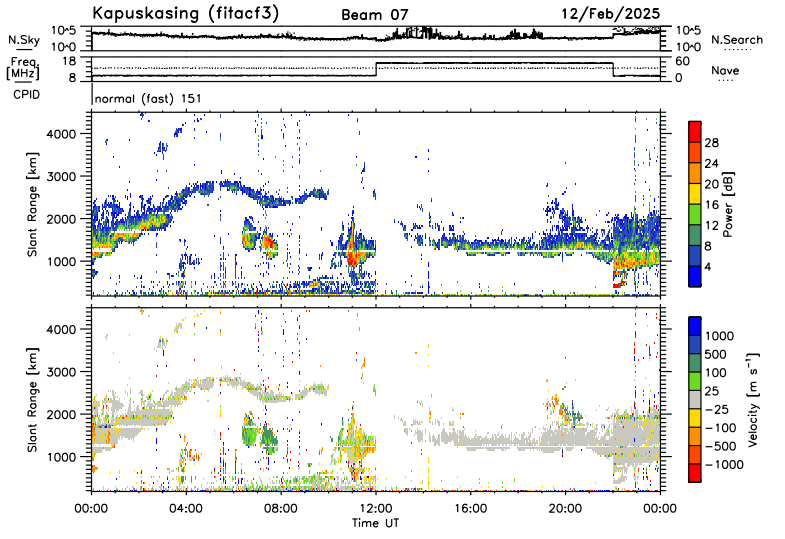 Kapuskasing (fitacf3) Beam 07 12/Feb/2025
N.Sky 10^5 10^0 10^5 10^0 N.Search
Freq. [MHz] 18 8 60 0 Nave
CPID normal (fast) 151
Slant Range [km] 4000 3000 2000 1000
Power [dB] 28 24 20 16 12 8 4
Slant Range [km] 4000 3000 2000 1000
Velocity [m s^-1] 1000 500 100 25 -25 -100 -500 -1000
00:00 04:00 08:00 12:00 16:00 20:00 00:00
Time UT